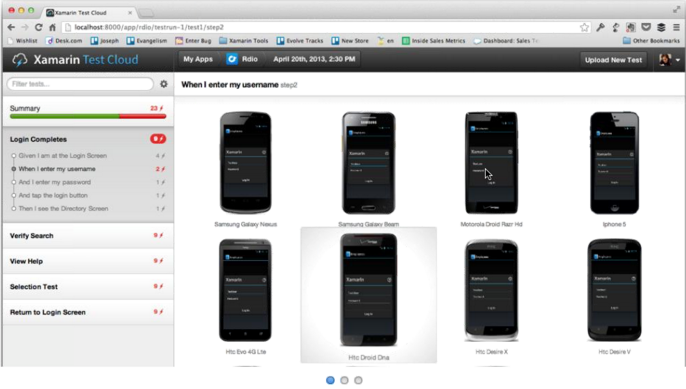 Xamarin Test Cloud
localhost:8000/app/rdio/testrun-1/test1/step2
Wishlist
Desk.com
Joseph
Evangelism
Enter Bug
Xamarin Tools
Evolve Tracks
New Store
en
Inside Sales Metrics
Dashboard: Sales
Other Bookmarks
Xamarin Test Cloud
My Apps
Rdio
April 20th, 2013, 2:30 PM
Upload New Test
Filter tests...
When I enter my username step2
Summary
23
Login Completes
9
Given I am at the Login Screen
4
When I enter my username
2
And I enter my password
1
And tap the login button
1
Then I see the Directory Screen
1
Verify Search
9
View Help
9
Selection Test
9
Return to Login Screen
9
Samsung Galaxy Nexus
Samsung Galaxy Beam
Motorola Droid Razr Hd
Iphone 5
Htc Evo 4G Lte
Htc Droid Dna
Htc Desire X
Htc Desire V